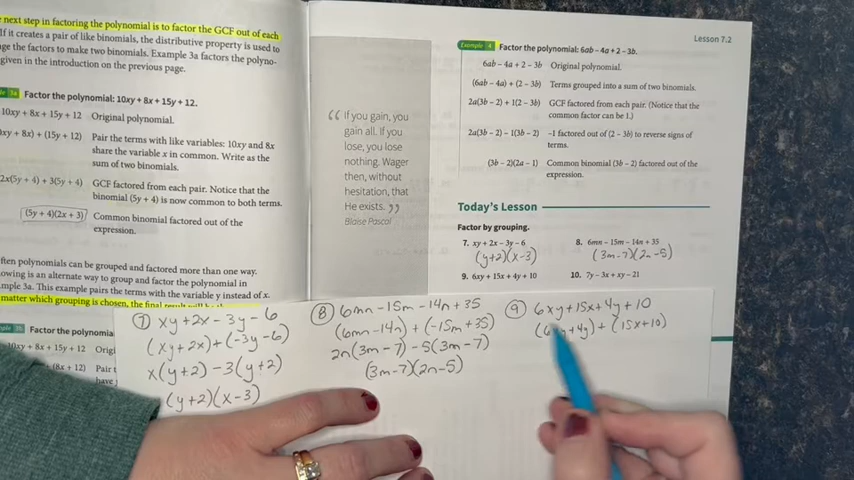 next step in factoring the polynomial is to factor the GCF out of each
If it creates a pair of like binomials, the distributive property is used to
ge the factors to make two binomials. Example 3a factors the polyno-
given in the introduction on the previous page.
Factor the polynomial: 10xy + 8x + 15y + 12.
10xy + 8x + 15y + 12 Original polynomial.
xy + 8x) + (15y + 12) Pair the terms with like variables: 10xy and 8x
share the variable x in common. Write as the
sum of two binomials.
2x(5y + 4) + 3(5y + 4) GCF factored from each pair. Notice that the
binomial (5y + 4) is now common to both terms.
(5y + 4)(2x + 3) Common binomial factored out of the
expression.
ften polynomials can be grouped and factored more than one way.
owing is an alternate way to group and factor the polynomial in
mple 3a. This example pairs the terms with the variable y instead of x.
matter which grouping is chosen, the final
Factor the polynomia
xy + 8x + 15y + 12 Orig
(8x + 12) Pair
have
“ If you gain, you
gain all. If you
lose, you lose
nothing. Wager
then, without
hesitation, that
He exists. ”
Blaise Pascal
Lesson 7.2
Example 4 Factor the polynomial: 6ab – 4a + 2 – 3b.
6ab – 4a + 2 – 3b Original polynomial.
(6ab – 4a) + (2 – 3b) Terms grouped into a sum of two binomials.
2a(3b – 2) + 1(2 – 3b) GCF factored from each pair. (Notice that the
common factor can be 1.)
2a(3b – 2) – 1(3b – 2) –1 factored out of (2 – 3b) to reverse signs of
terms.
(3b – 2)(2a – 1) Common binomial (3b – 2) factored out of the
expression.
Today's Lesson
Factor by grouping.
7. xy + 2x – 3y – 6 8. 6mn – 15m – 14n + 35
(y+2)(x-3) (3m-7)(2n-5)
9. 6xy + 15x + 4y + 10 10. 7y – 3x + xy – 21
⑦ xy+2x-3y-6
(xy+2x)+(-3y-6)
x(y+2)-3(y+2)
(y+2)(x-3)
⑧ 6mn-15m-14n+35
(6mn-14n)+(-15m+35)
2n(3m-7)-5(3m-7)
(3m-7)(2n-5)
⑨ 6xy+15x+4y+10
(6xy+4y)+(15x+10)